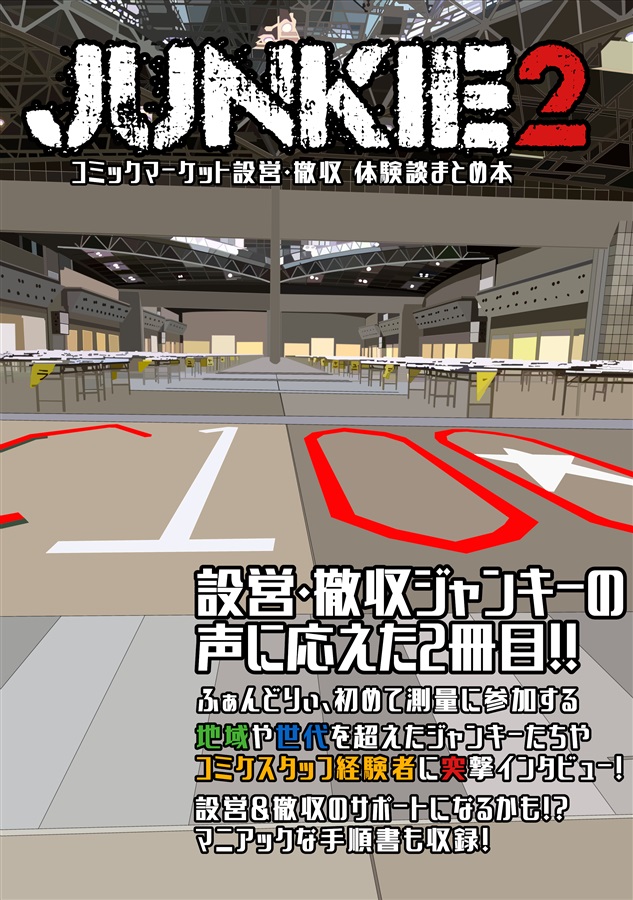 JUNKIE2
コミックマーケット設営・撤収 体験談まとめ本
C100
設営・撤収ジャンキーの
声に応えた2冊目!!
ふぁんどりぃ、初めて測量に参加する
地域や世代を超えたジャンキーたちや
コミケスタッフ経験者に突撃インタビュー!
設営&撤収のサポートになるかも!?
マニアックな手順書も収録!